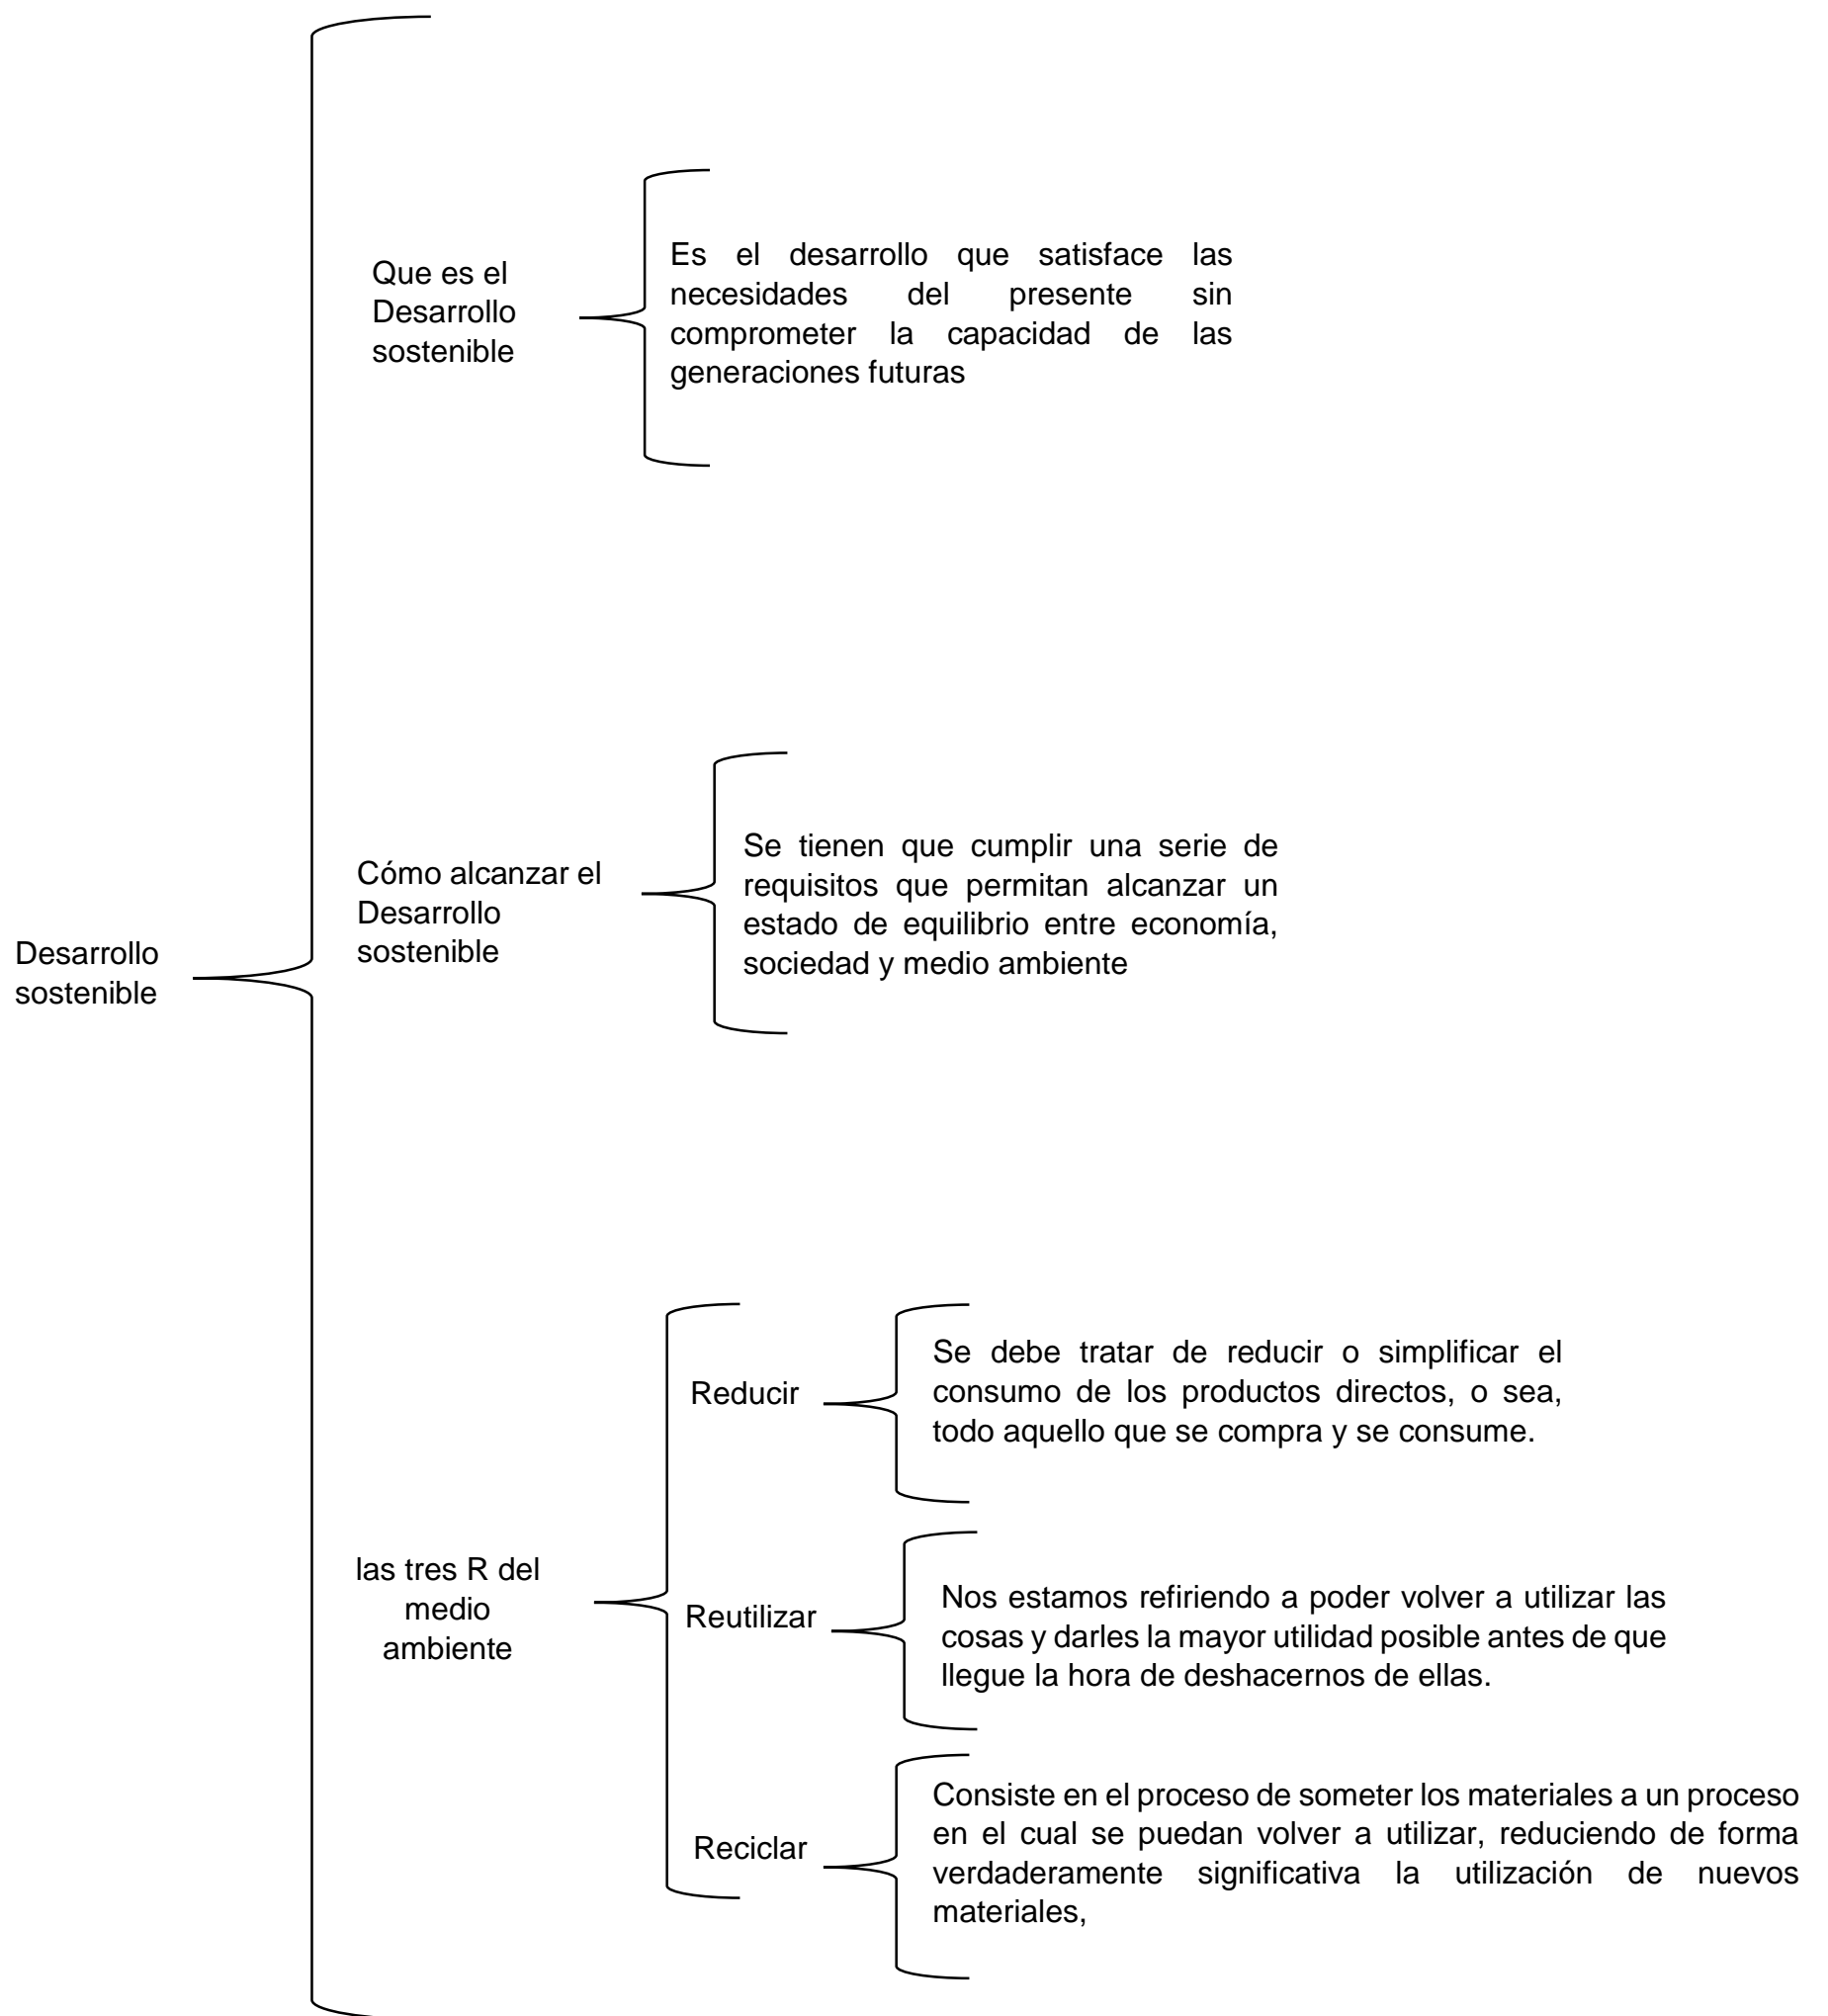 Desarrollo
sostenible
Que es el
Desarrollo
sostenible
Es el desarrollo que satisface las
necesidades del presente sin
comprometer la capacidad de las
generaciones futuras
Cómo alcanzar el
Desarrollo
sostenible
Se tienen que cumplir una serie de
requisitos que permitan alcanzar un
estado de equilibrio entre economía,
sociedad y medio ambiente
las tres R del
medio
ambiente
Reducir
Se debe tratar de reducir o simplificar el
consumo de los productos directos, o sea,
todo aquello que se compra y se consume.
Reutilizar
Nos estamos refiriendo a poder volver a utilizar las
cosas y darles la mayor utilidad posible antes de que
llegue la hora de deshacernos de ellas.
Reciclar
Consiste en el proceso de someter los materiales a un proceso
en el cual se puedan volver a utilizar, reduciendo de forma
verdaderamente significativa la utilización de nuevos
materiales,